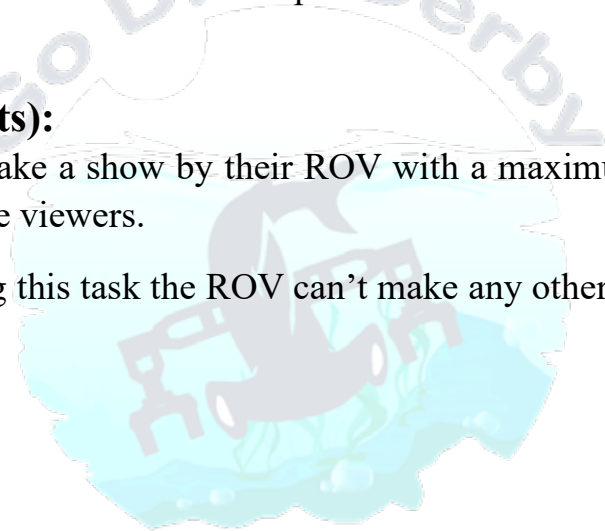 ts):
ake a show by their ROV with a maximu
e viewers.
g this task the ROV can't make any other